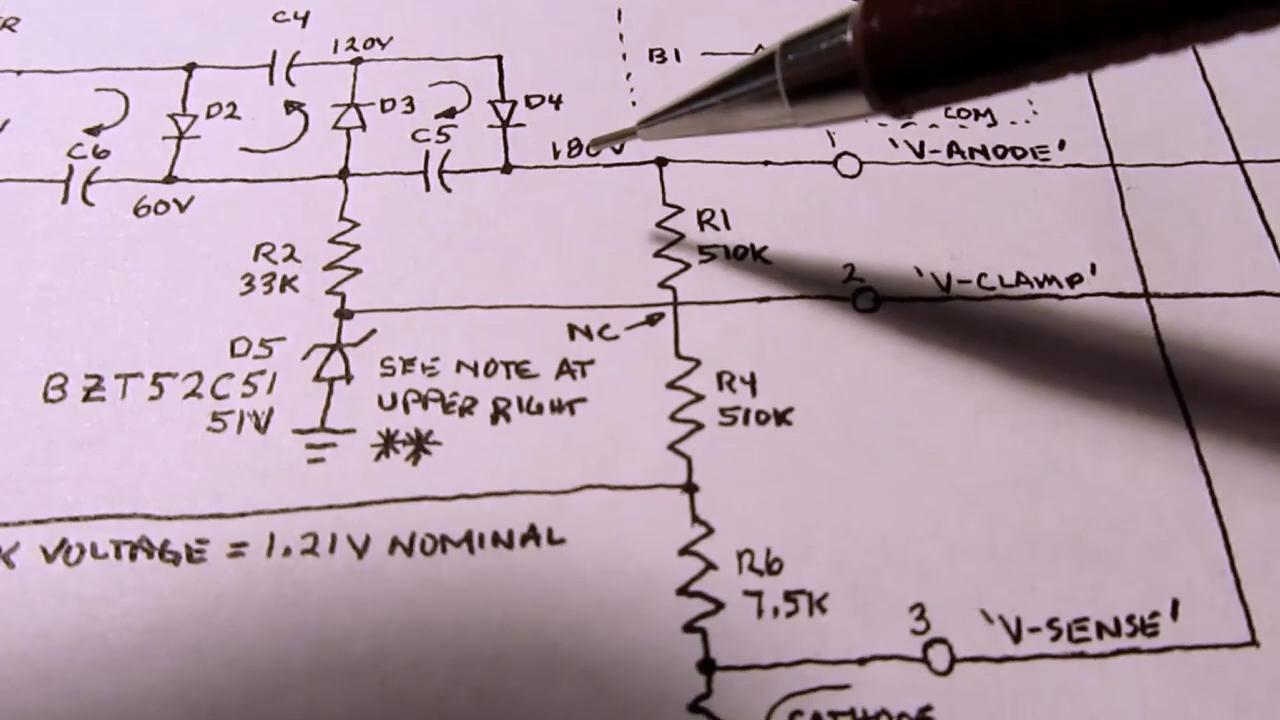 C4
120V
B1
D2
D3
D4
C5
C6
180V
COM
1
'V-ANODE'
60V
R1
510K
R2
33K
2
'V-CLAMP'
NC
D5
BZT52C51
51V
SEE NOTE AT
UPPER RIGHT
**
R4
510K
K VOLTAGE = 1.21V NOMINAL
R6
7.5K
3
'V-SENSE'
CATHODE